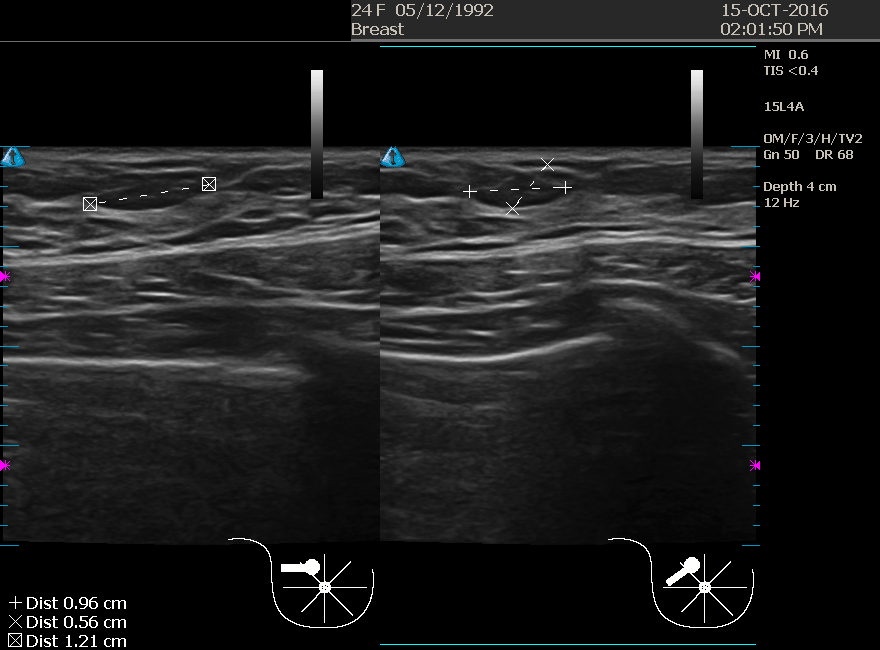 24 F 05/12/1992
Breast
15-OCT-2016
02:01:50 PM
MI 0.6
TIS <0.4
15L4A
OM/F/3/H/TV2
Gn 50 DR 68
Depth 4 cm
12 Hz
Dist 0.96 cm
Dist 0.56 cm
Dist 1.21 cm